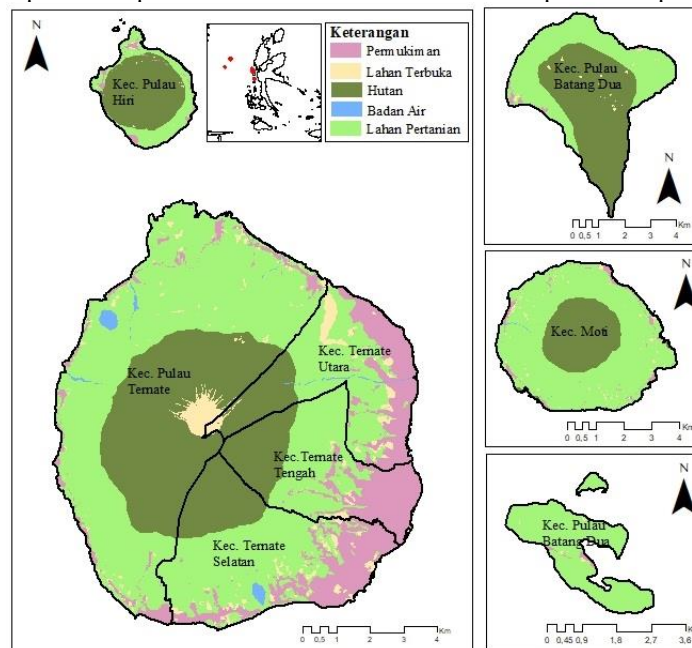 N
Kec. Pulau
Hiri
Keterangan
Permukiman
Lahan Terbuka
Hutan
Badan Air
Lahan Pertanian
Kec. Pulau
Ternate
Kec. Ternate
Utara
Kec. Ternate
Tengah
Kec. Ternate
Selatan
Km
0 0,5 1 2 3 4
Kec. Pulau
Batang Dua
N
Km
0 0,5 1 2 3 4
N
Kec. Moti
Km
0 0,5 1 2 3 4
N
Kec. Pulau
Batang Dua
0 0,45 0,9 1,8 2,7 3,6